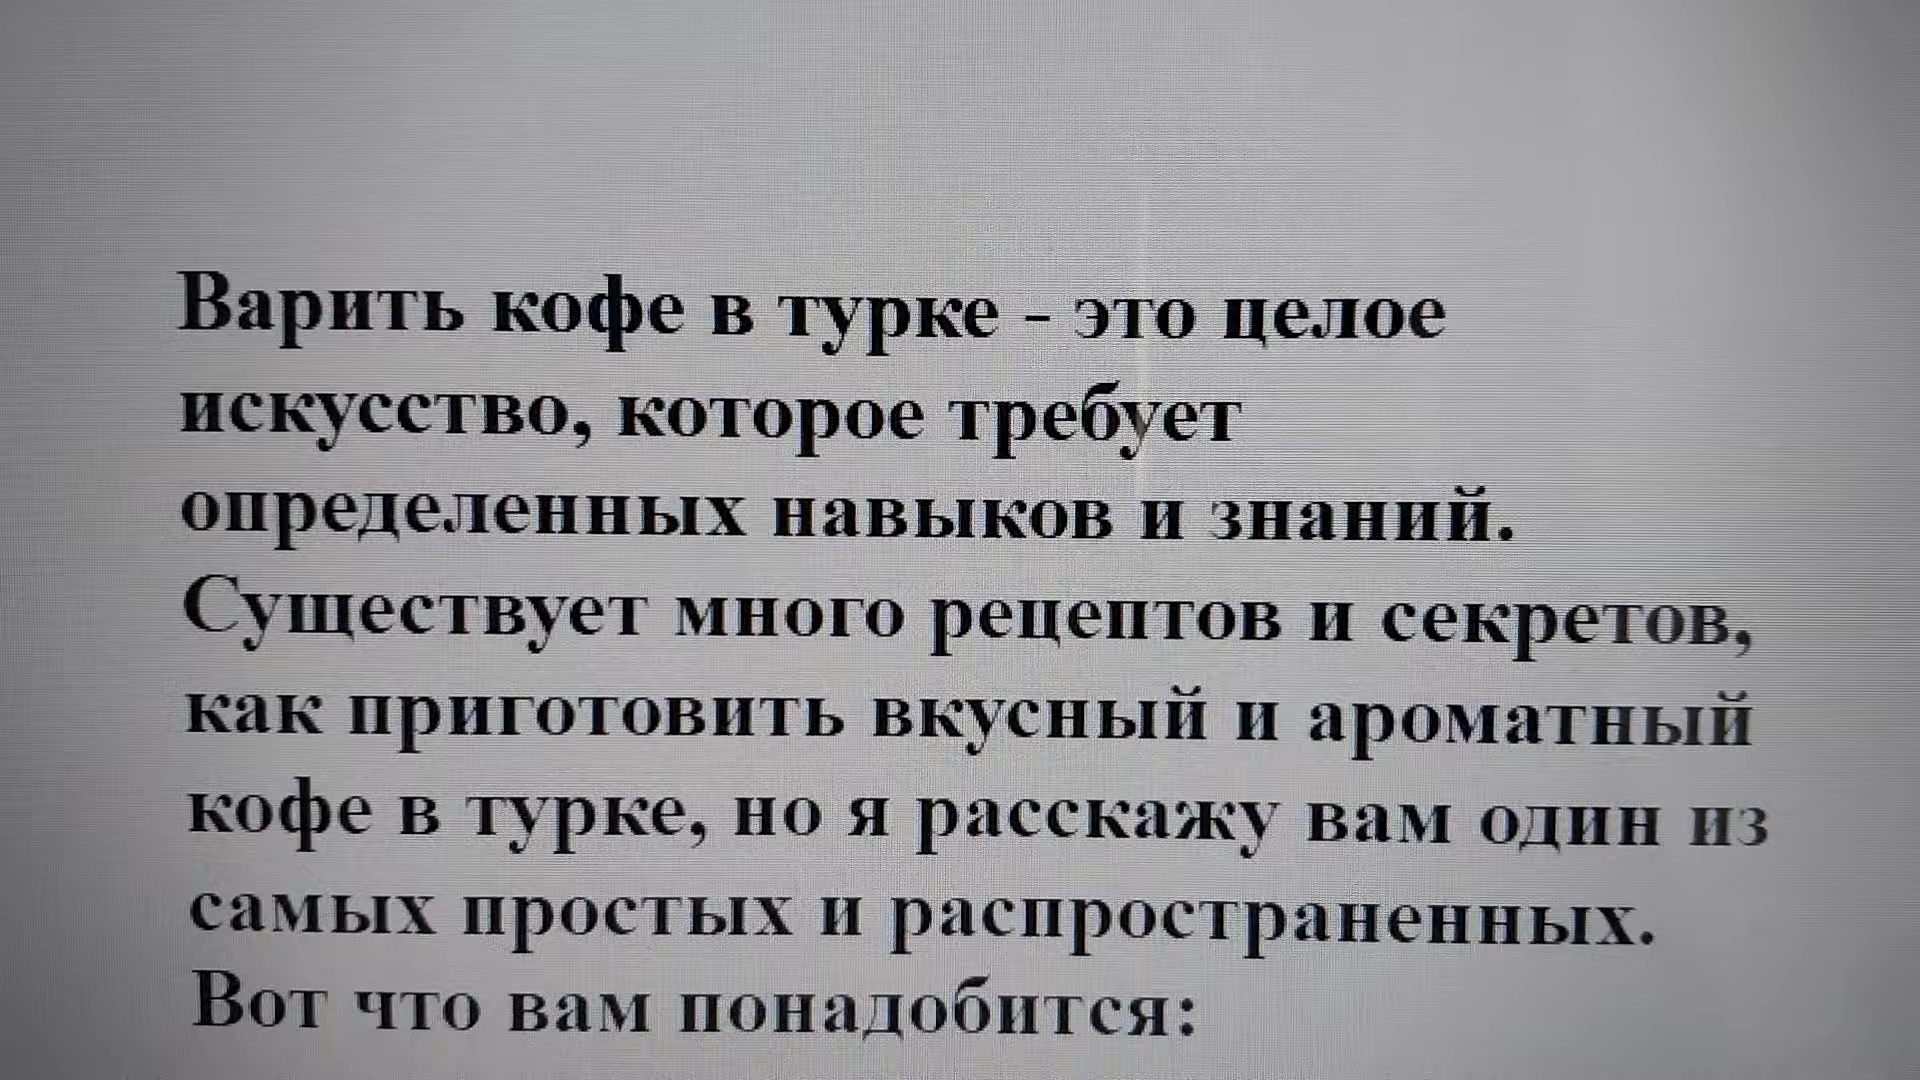 Варить кофе в турке - это целое
искусство, которое требует
определенных навыков и знаний.
Существует много рецептов и секретов,
как приготовить вкусный и ароматный
кофе в турке, но я расскажу вам один из
самых простых и распространенных.
Вот что вам понадобится: